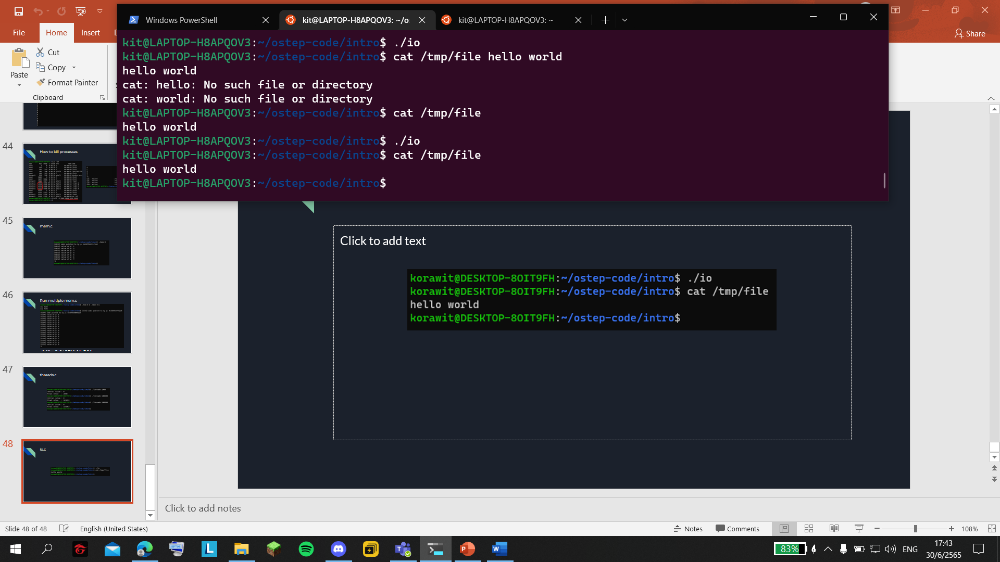 Windows PowerShell
kit@LAPTOP-H8APQOV3: ~/os
kit@LAPTOP-H8APQOV3: ~
File
Home
Insert
Share
Paste
Cut
Copy
Format Painter
Clipboard
kit@LAPTOP-H8APQOV3:~/ostep-code/intro$ ./io
kit@LAPTOP-H8APQOV3:~/ostep-code/intro$ cat /tmp/file hello world
hello world
cat: hello: No such file or directory
cat: world: No such file or directory
kit@LAPTOP-H8APQOV3:~/ostep-code/intro$ cat /tmp/file
hello world
kit@LAPTOP-H8APQOV3:~/ostep-code/intro$ ./io
kit@LAPTOP-H8APQOV3:~/ostep-code/intro$ cat /tmp/file
hello world
kit@LAPTOP-H8APQOV3:~/ostep-code/intro$
44
How to kill processes
45
mem.c
46
Run multiple mem.c
47
threads.c
48
io.c
Click to add text
korawit@DESKTOP-8OIT9FH:~/ostep-code/intro$ ./io
korawit@DESKTOP-8OIT9FH:~/ostep-code/intro$ cat /tmp/file
hello world
korawit@DESKTOP-8OIT9FH:~/ostep-code/intro$
Click to add notes
Slide 48 of 48
English (United States)
Notes
Comments
108%
83%
ENG
17:43
30/6/2565